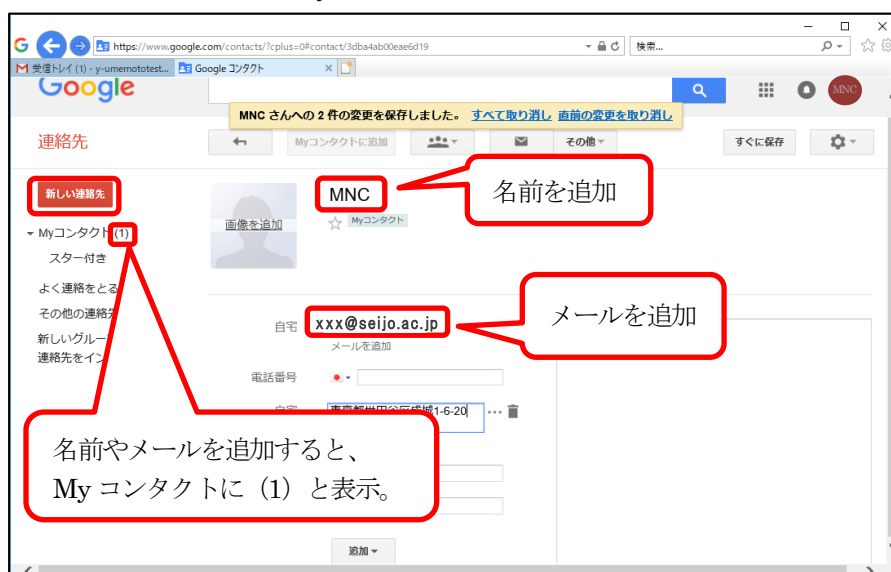 https://www.google.com/contacts/?cplus=0#contact/3dba4ab00eae6d19
検索...
受信トレイ (1) - y-umemototest...
Google コンタクト
Google
MNC
MNC さんへの 2 件の変更を保存しました。 すべて取り消し 直前の変更を取り消し
連絡先
Myコンタクトに追加
その他
すぐに保存
新しい連絡先
画像を追加
MNC
Myコンタクト
名前を追加
Myコンタクト (1)
スター付き
よく連絡をとる
その他の連絡先
新しいグルー
連絡先をイン
自宅 xxx@seijo.ac.jp
メールを追加
メールを追加
電話番号
自宅
東京都世田谷区成城1-6-20
名前やメールを追加すると、
My コンタクトに（1）と表示。
追加